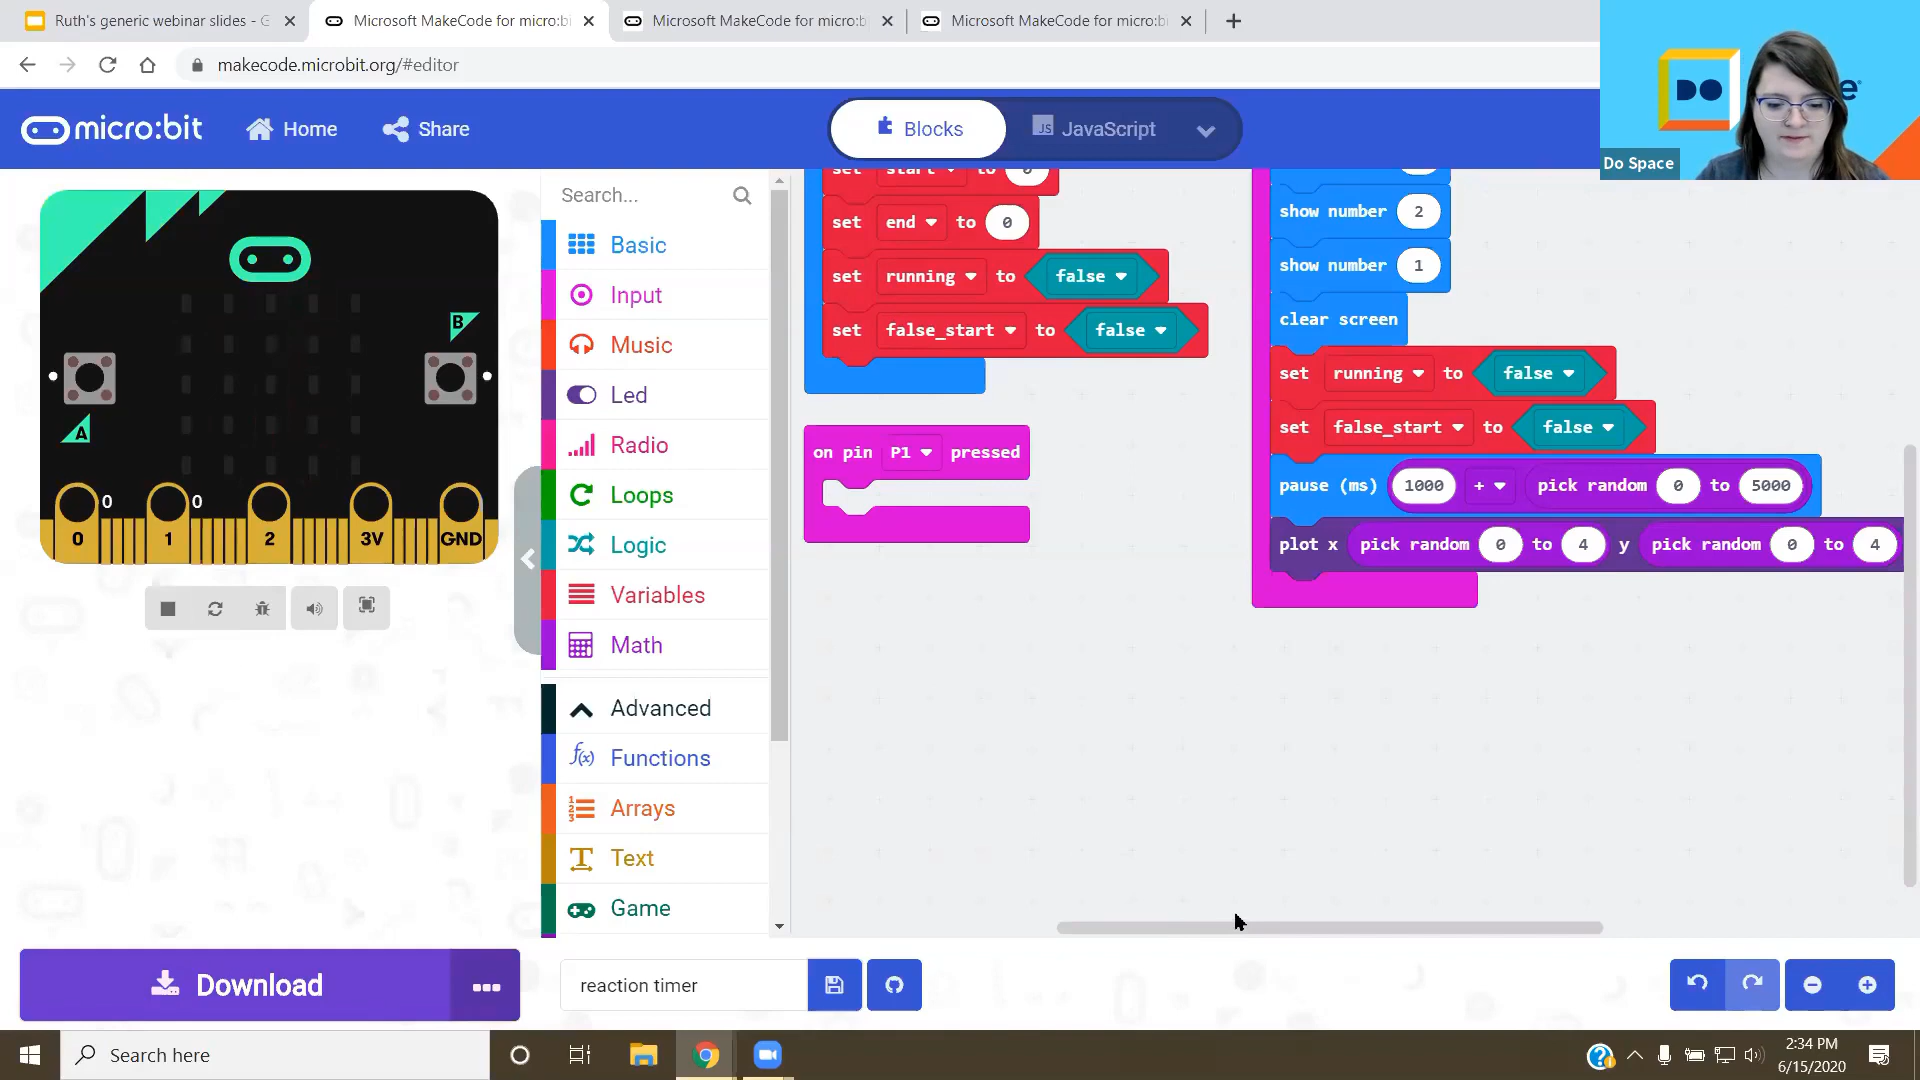 Ruth's generic webinar slides - G
Microsoft MakeCode for micro:bi
Microsoft MakeCode for micro:b
Microsoft MakeCode for micro:bi
makecode.microbit.org/#editor
DO
e
Do Space
micro:bit
Home
Share
Blocks
JS JavaScript
Search...
Basic
Input
Music
Led
Radio
Loops
Logic
Variables
Math
Advanced
Functions
Arrays
Text
Game
A
B
0
0
0 1 2 3V GND
set start to 0
set end to 0
set running to false
set false_start to false
on pin P1 pressed
show number 2
show number 1
clear screen
set running to false
set false_start to false
pause (ms) 1000 + pick random 0 to 5000
plot x pick random 0 to 4 y pick random 0 to 4
Download
reaction timer
Search here
2:34 PM
6/15/2020